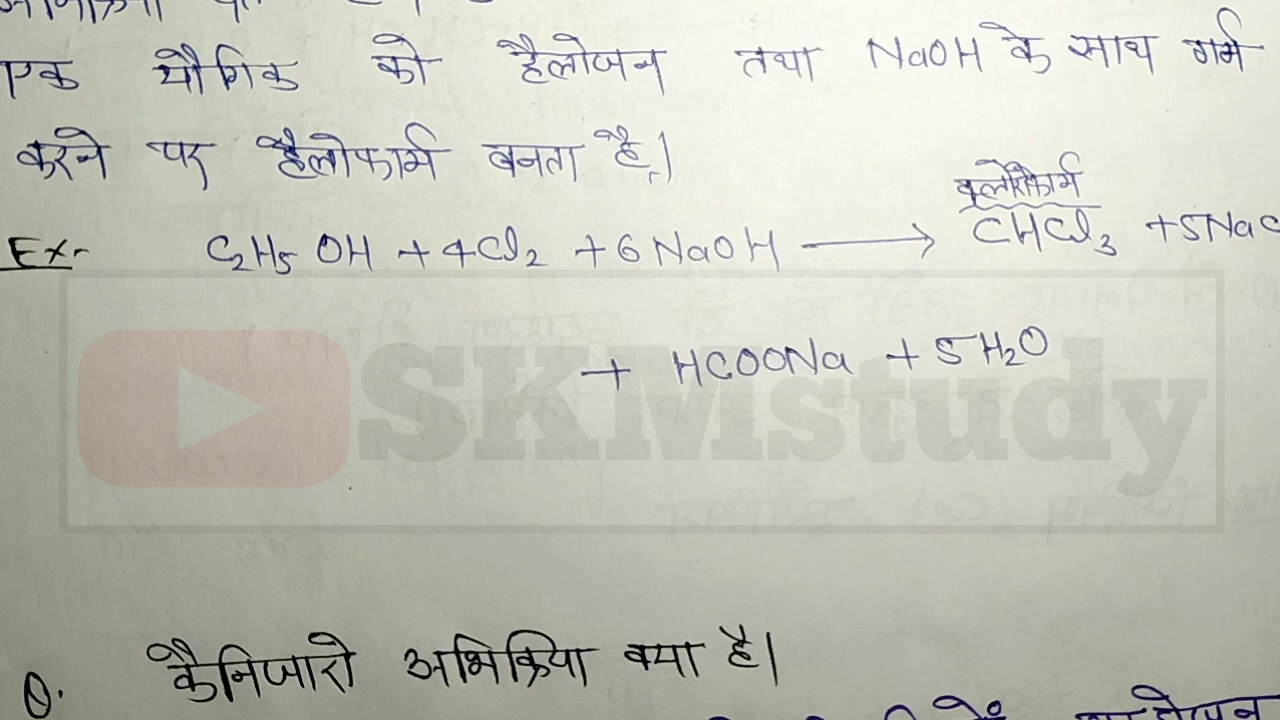 एक यौगिक को हैलोजन तथा NaOH के साथ गर्म
करने पर हैलोफार्म बनता है।
क्लोरोफार्म
Ex:- C₂H₅OH + 4Cl₂ + 6NaOH ⟶ CHCl₃ + 5NaC
+ HCOONa + 5H₂O
SKMstudy
Q. कैनिजारो अभिक्रिया क्या है।